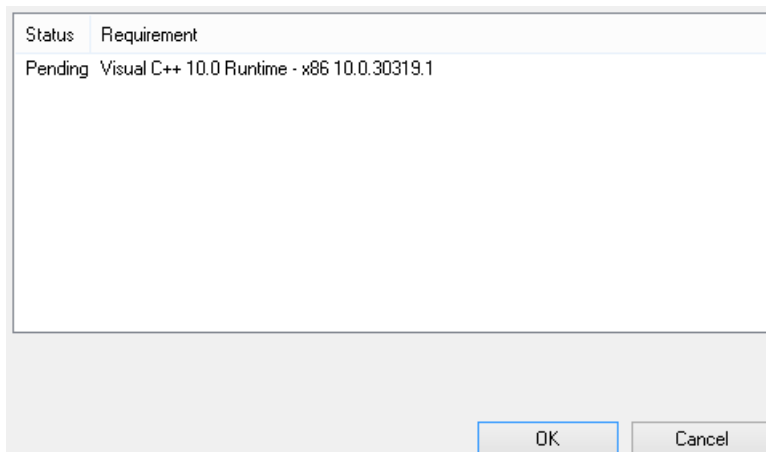 Status Requirement
Pending Visual C++ 10.0 Runtime - x86 10.0.30319.1
OK Cancel